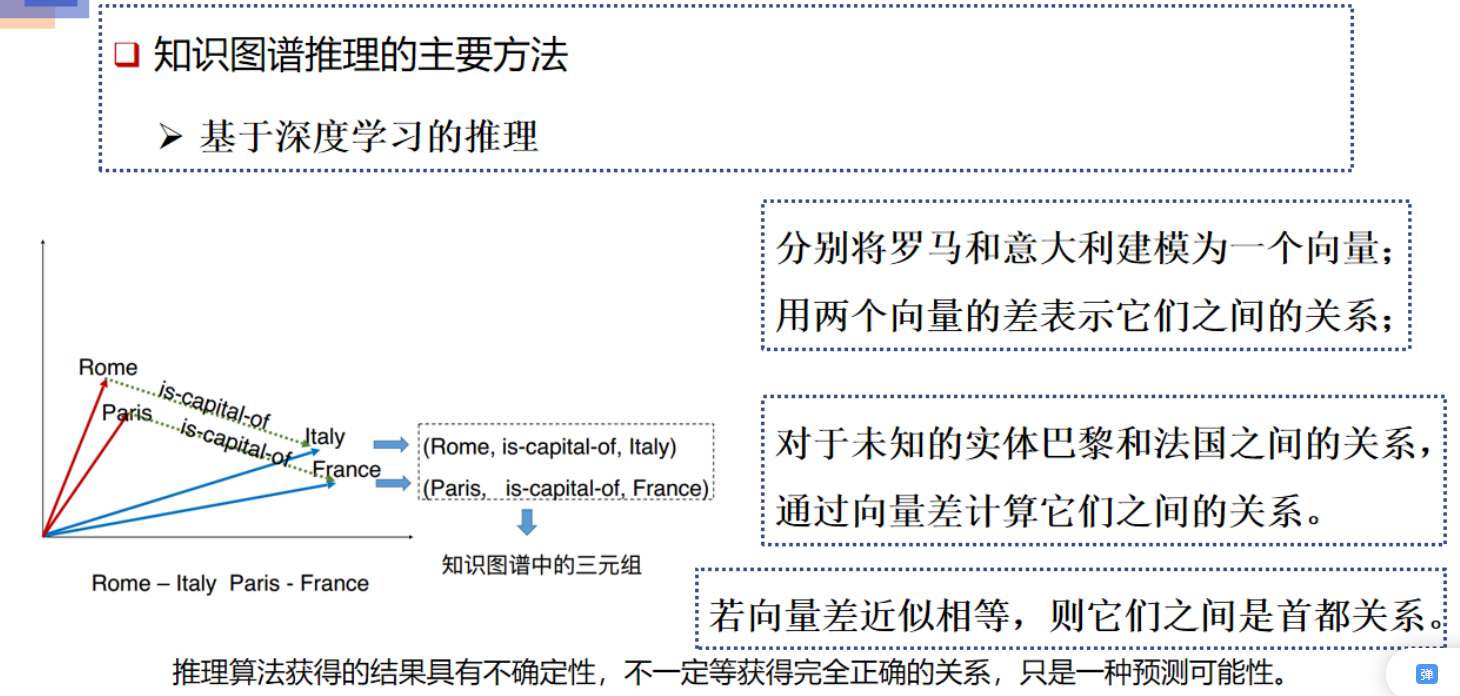 知识图谱推理的主要方法
基于深度学习的推理
分别将罗马和意大利建模为一个向量；
用两个向量的差表示它们之间的关系；
Rome
is-capital-of
Paris
is-capital-of
Italy
France
(Rome, is-capital-of, Italy)
(Paris, is-capital-of, France)
对于未知的实体巴黎和法国之间的关系，
通过向量差计算它们之间的关系。
知识图谱中的三元组
Rome – Italy Paris - France
若向量差近似相等，则它们之间是首都关系。
推理算法获得的结果具有不确定性，不一定等获得完全正确的关系，只是一种预测可能性。
弹